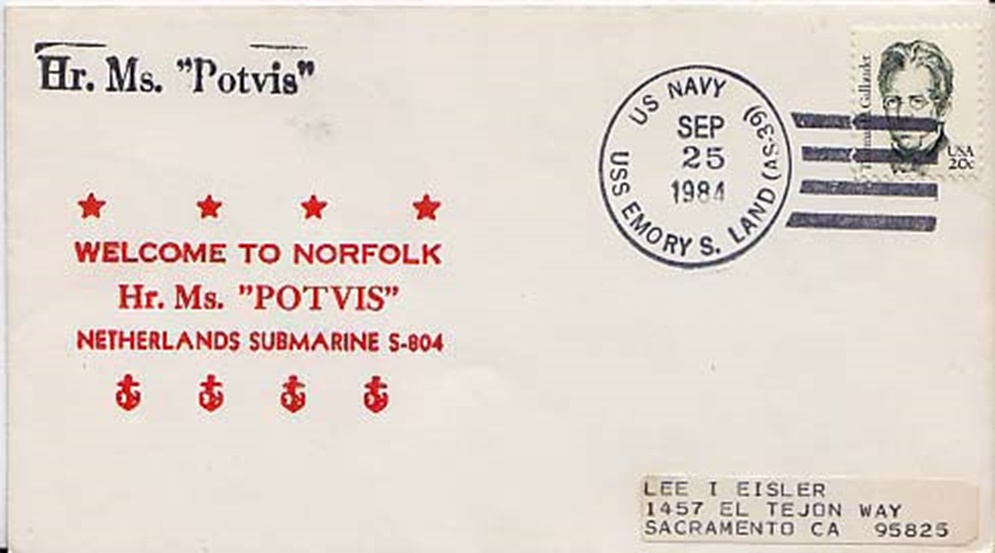 Hr. Ms. "Potvis"
US NAVY
SEP
25
1984
USS EMORY S. LAND (AS-39)
H. Gallaudet
USA
20c
WELCOME TO NORFOLK
Hr. Ms. "POTVIS"
NETHERLANDS SUBMARINE S-804
LEE I EISLER
1457 EL TEJON WAY
SACRAMENTO CA 95825